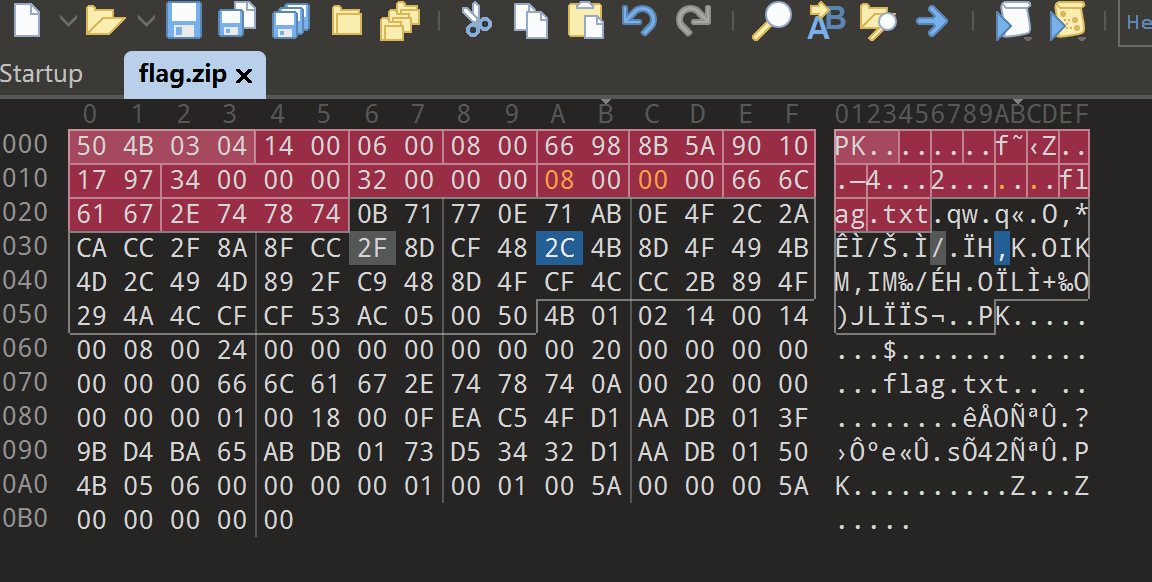 He
Startup flag.zip ×
0 1 2 3 4 5 6 7 8 9 A B C D E F 0123456789ABCDEF
000 50 4B 03 04 14 00 06 00 08 00 66 98 8B 5A 90 10 PK........f˜‹Z..
010 17 97 34 00 00 00 32 00 00 00 08 00 00 00 66 6C .—4...2.......fl
020 61 67 2E 74 78 74 0B 71 77 0E 71 AB 0E 4F 2C 2A ag.txt.qw.q«.O,*
030 CA CC 2F 8A 8F CC 2F 8D CF 48 2C 4B 8D 4F 49 4B ÊÌ/Š.Ì/.ÏH,K.OIK
040 4D 2C 49 4D 89 2F C9 48 8D 4F CF 4C CC 2B 89 4F M,IM‰/ÉH.OÏLÌ+‰O
050 29 4A 4C CF CF 53 AC 05 00 50 4B 01 02 14 00 14 )JLÏÏS¬..PK.....
060 00 08 00 24 00 00 00 00 00 00 00 20 00 00 00 00 ...$....... ....
070 00 00 00 66 6C 61 67 2E 74 78 74 0A 00 20 00 00 ...flag.txt.. ..
080 00 00 00 01 00 18 00 0F EA C5 4F D1 AA DB 01 3F ........êÅOÑªÛ.?
090 9B D4 BA 65 AB DB 01 73 D5 34 32 D1 AA DB 01 50 ›Ôºe«Û.sÕ42ÑªÛ.P
0A0 4B 05 06 00 00 00 00 01 00 01 00 5A 00 00 00 5A K..........Z...Z
0B0 00 00 00 00 00 .....